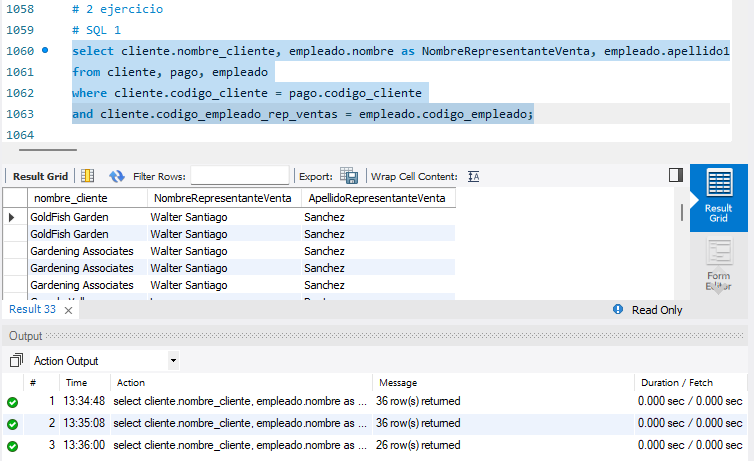 1058 # 2 ejercicio
1059 # SQL 1
1060 select cliente.nombre_cliente, empleado.nombre as NombreRepresentanteVenta, empleado.apellido1
1061 from cliente, pago, empleado
1062 where cliente.codigo_cliente = pago.codigo_cliente
1063 and cliente.codigo_empleado_rep_ventas = empleado.codigo_empleado;
1064
Result Grid Filter Rows: Export: Wrap Cell Content: IA
nombre_cliente NombreRepresentanteVenta ApellidoRepresentanteVenta
GoldFish Garden Walter Santiago Sanchez
GoldFish Garden Walter Santiago Sanchez
Gardening Associates Walter Santiago Sanchez
Gardening Associates Walter Santiago Sanchez
Gardening Associates Walter Santiago Sanchez
Result Grid
Form Editor
Result 33 Read Only
Output
Action Output
# Time Action Message Duration / Fetch
1 13:34:48 select cliente.nombre_cliente, empleado.nombre as ... 36 row(s) returned 0.000 sec / 0.000 sec
2 13:35:08 select cliente.nombre_cliente, empleado.nombre as ... 36 row(s) returned 0.000 sec / 0.000 sec
3 13:36:00 select cliente.nombre_cliente, empleado.nombre as ... 26 row(s) returned 0.000 sec / 0.000 sec